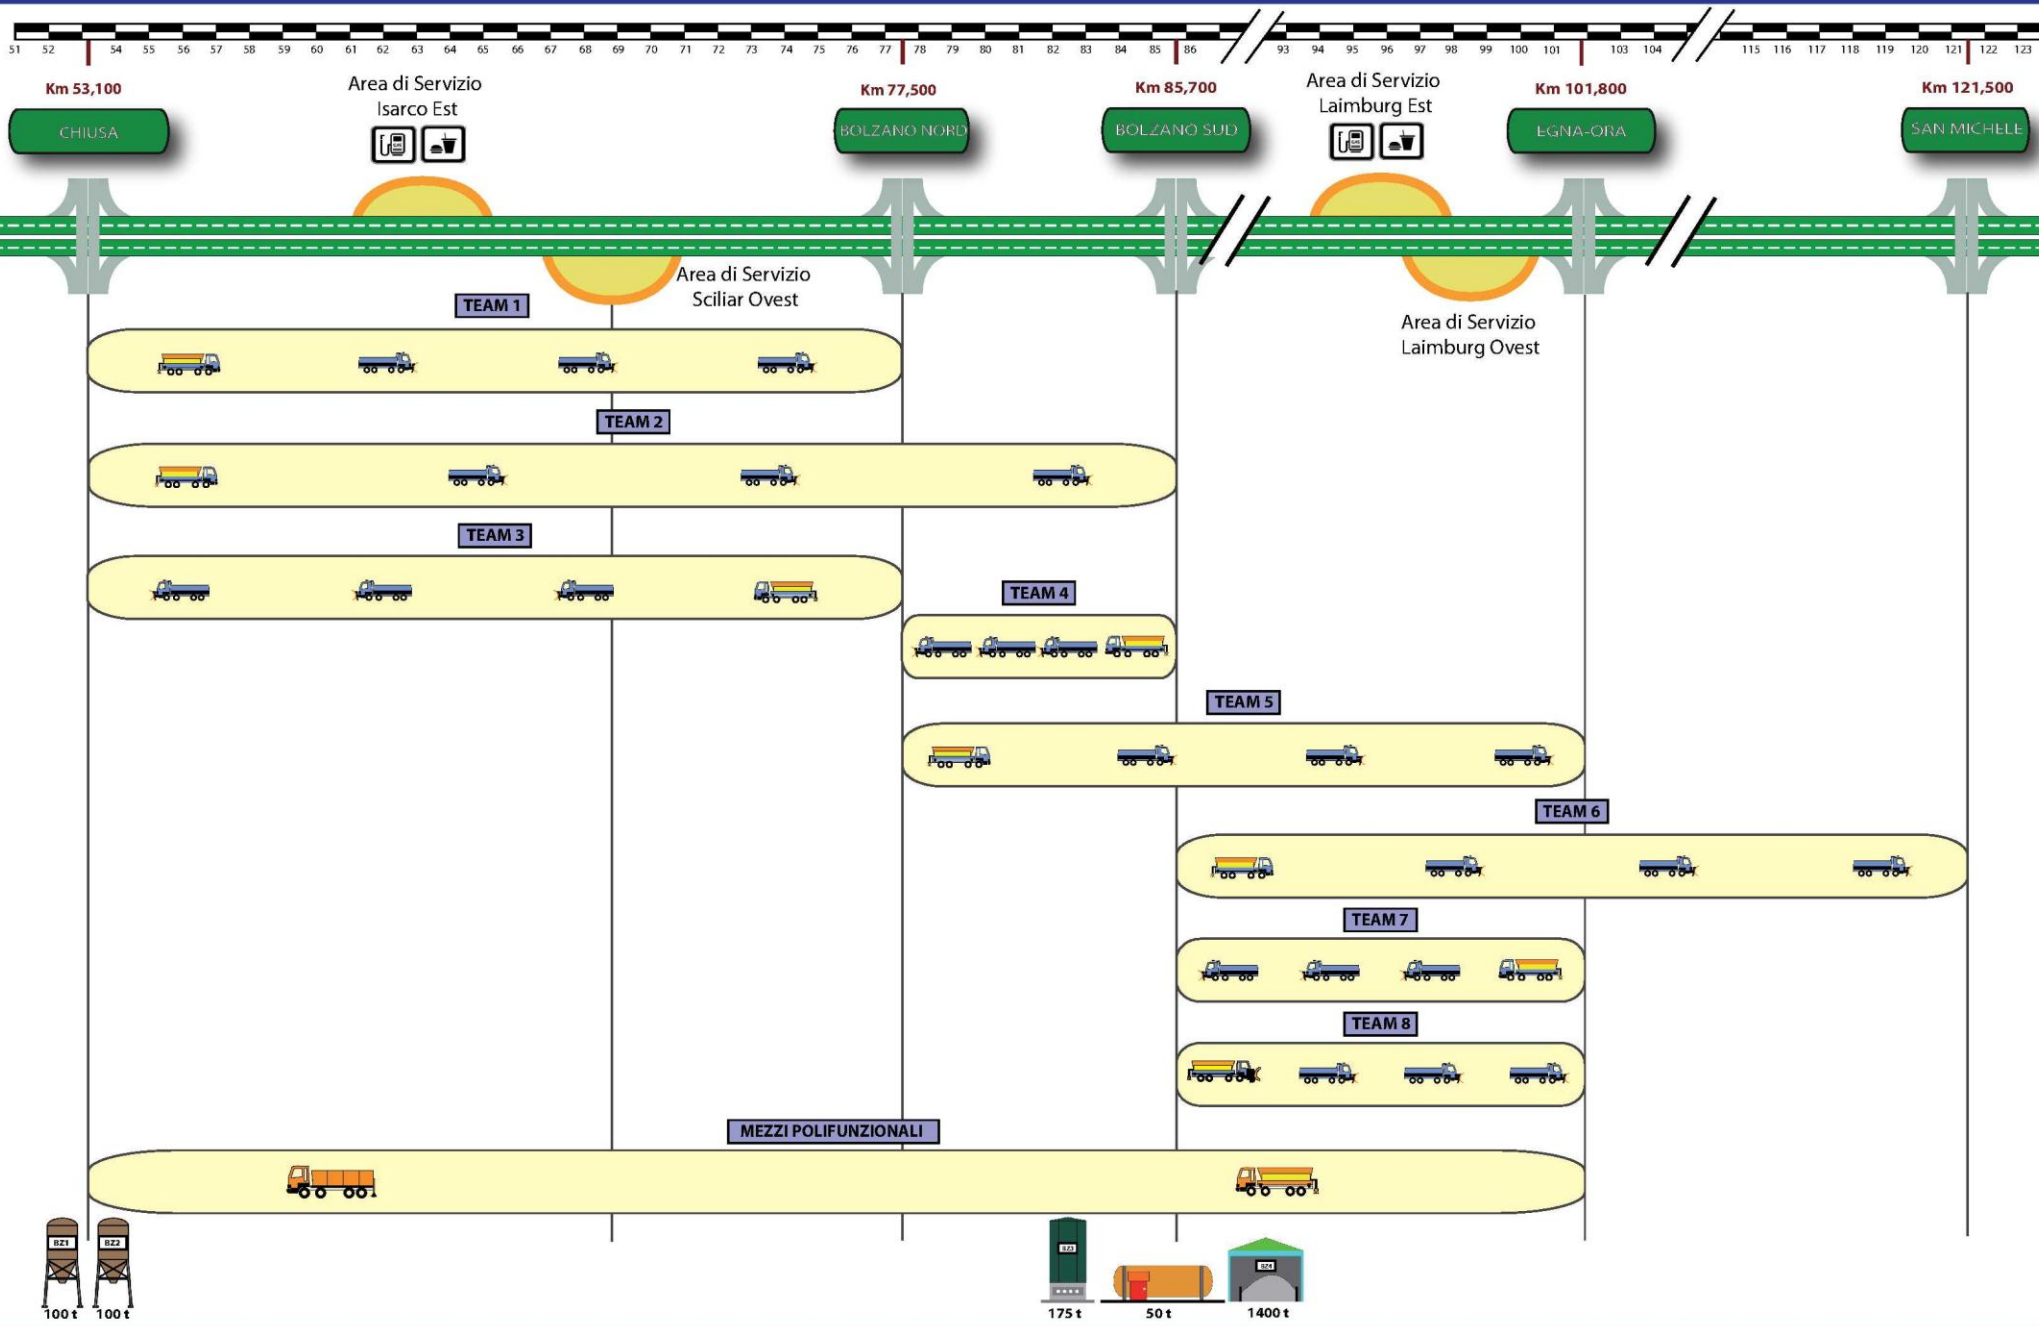 51 52 54 55 56 57 58 59 60 61 62 63 64 65 66 67 68 69 70 71 72 73 74 75 76 77 78 79 80 81 82 83 84 85 86 93 94 95 96 97 98 99 100 101 103 104 115 116 117 118 119 120 121 122 123
Km 53,100
Km 77,500
Km 85,700
Km 101,800
Km 121,500
CHIUSA
Area di Servizio
Isarco Est
BOLZANO NORD
BOLZANO SUD
Area di Servizio
Laimburg Est
EGNA-ORA
SAN MICHELE
Area di Servizio
Sciliar Ovest
Area di Servizio
Laimburg Ovest
TEAM 1
TEAM 2
TEAM 3
TEAM 4
TEAM 5
TEAM 6
TEAM 7
TEAM 8
MEZZI POLIFUNZIONALI
BZ1
BZ2
BZ3
BZ4
100 t
100 t
175 t
50 t
1400 t